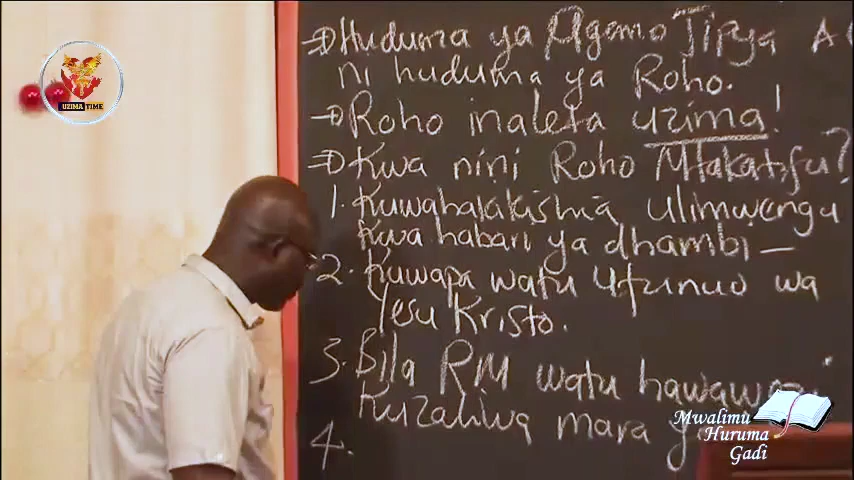 Huduma ya Agano Jipya
ni huduma ya Roho.
Roho inaleta uzima!
Kwa nini Roho Mtakatifu?
1. Kuwahakikishia ulimwengu
kwa habari ya dhambi –
2. Kuwapa watu ufunuo wa
Yesu Kristo.
3. Bila RM watu hawawezi
Kuzaliwa mara
4.
UZIMA TIME
Mwalimu
Huruma
Gadi